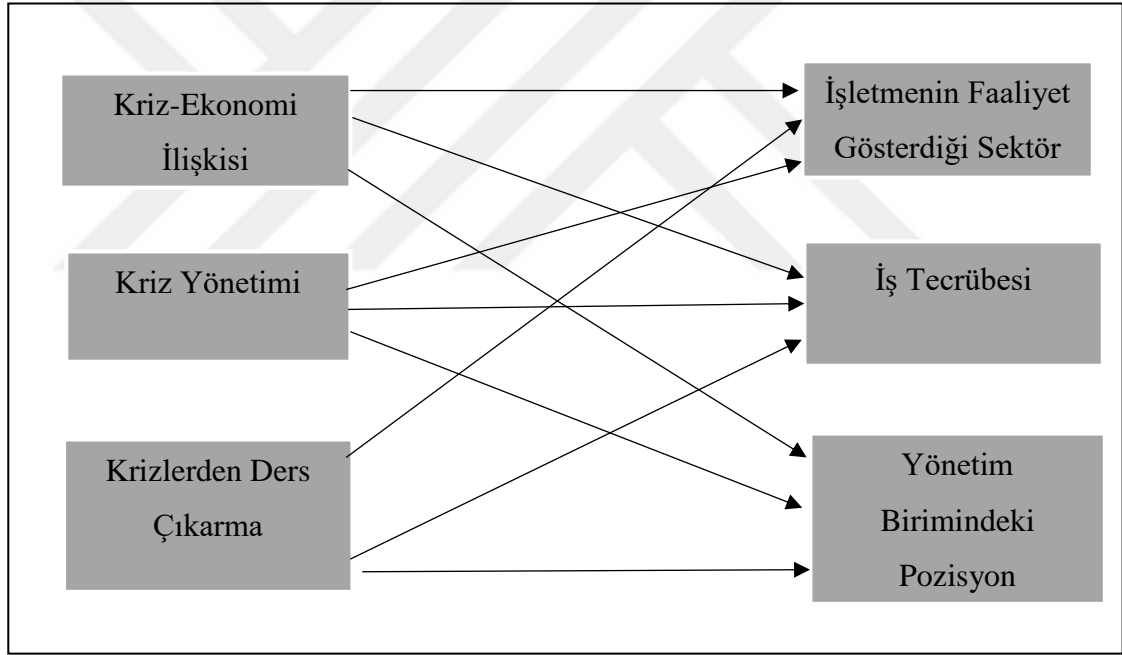 Kriz-Ekonomi
İlişkisi
İşletmenin Faaliyet
Gösterdiği Sektör
Kriz Yönetimi
İş Tecrübesi
Krizlerden Ders
Çıkarma
Yönetim
Birimindeki
Pozisyon